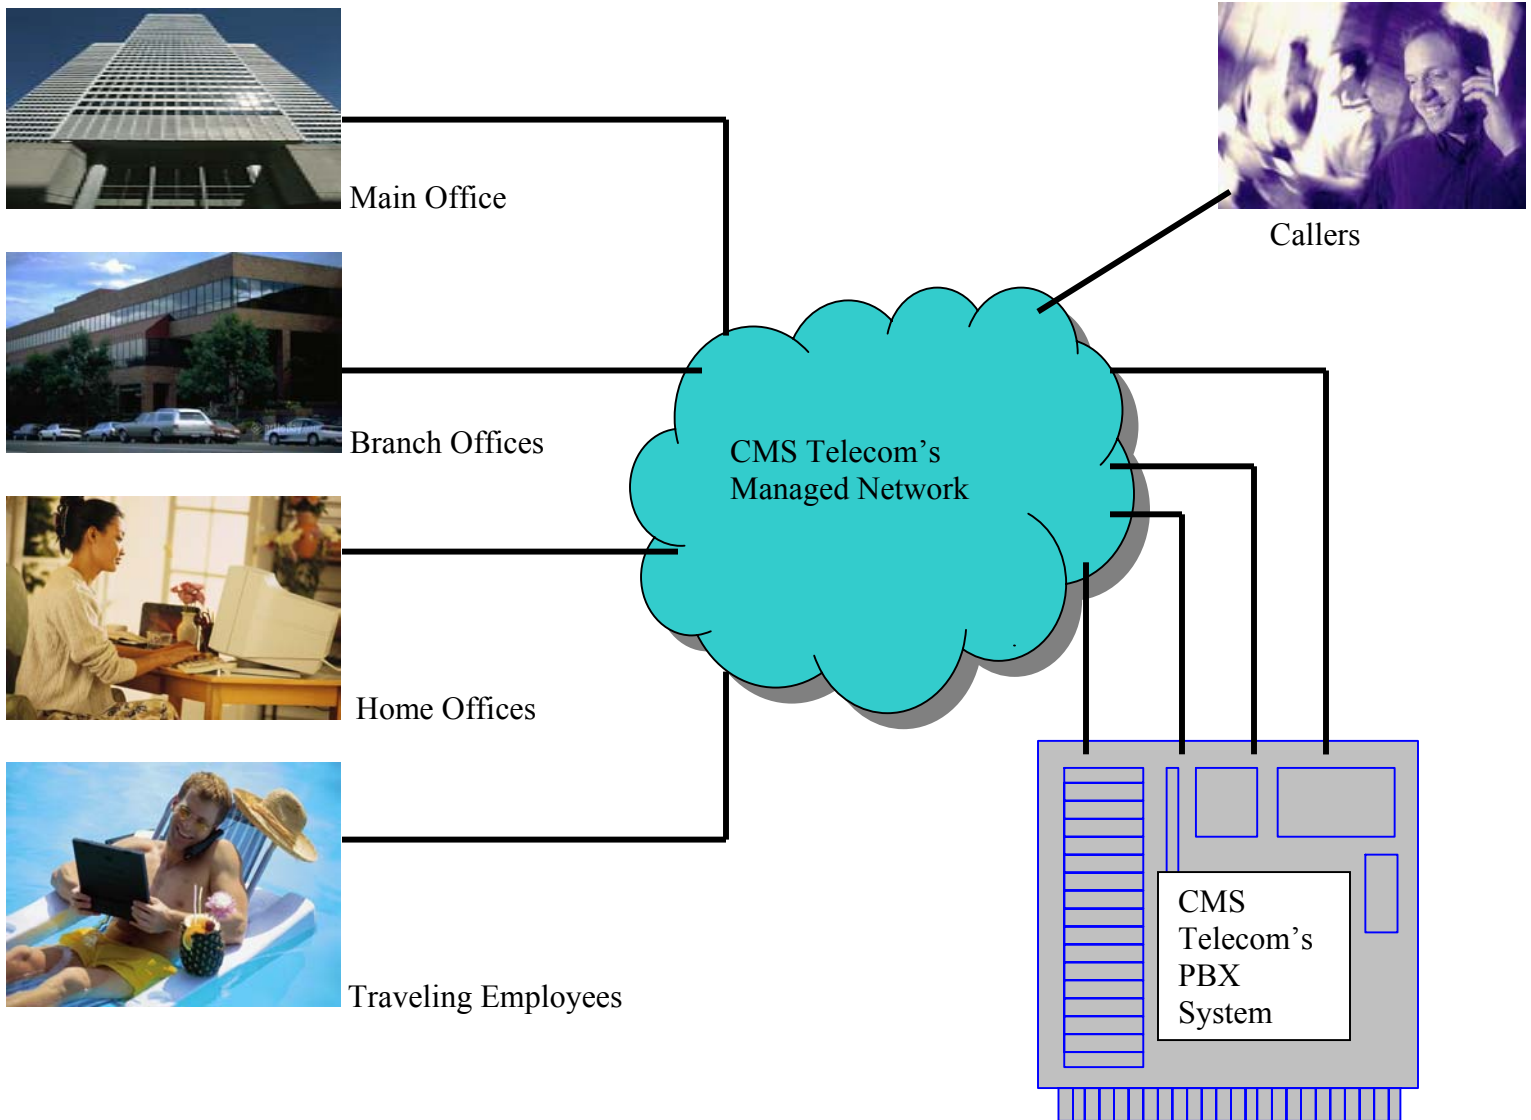 Main Office
Callers
Branch Offices
CMS Telecom’s
Managed Network
Home Offices
CMS
Telecom’s
PBX
System
Traveling Employees